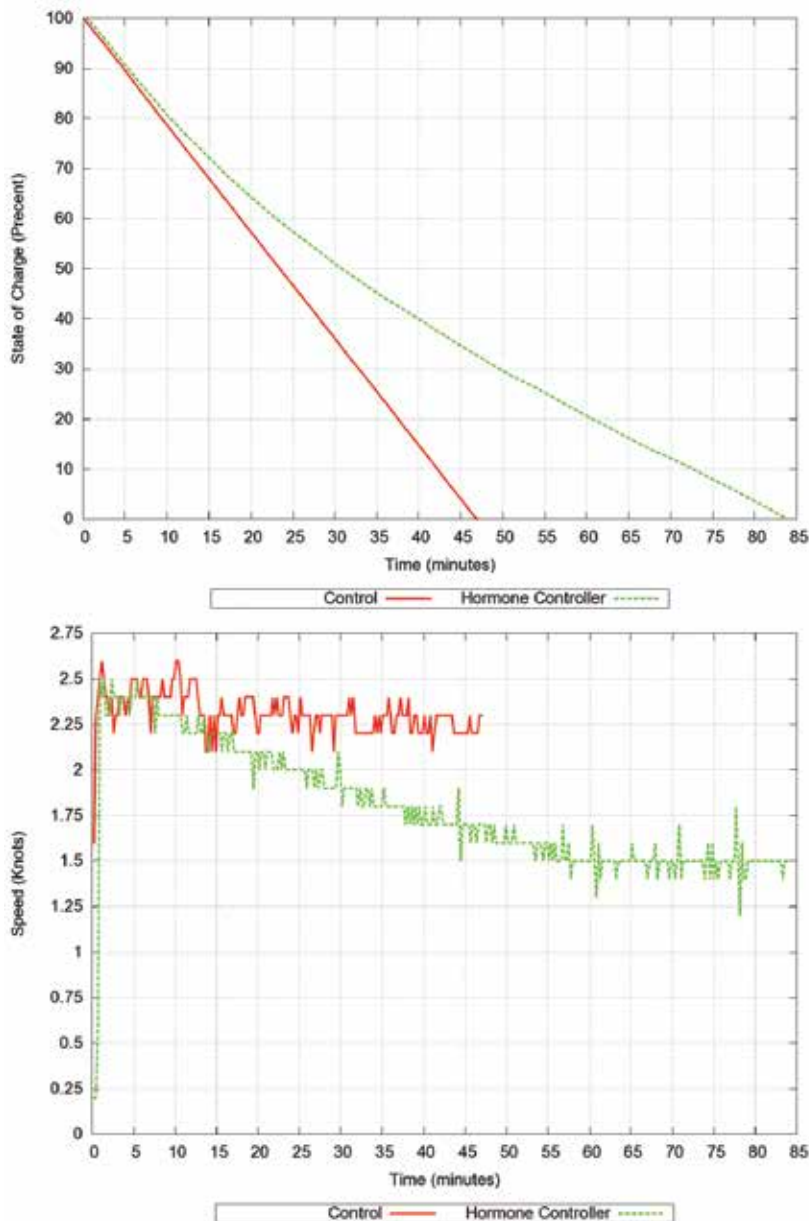 100
90
80
70
60
50
40
30
20
10
0
State of Charge (Precent)
0 5 10 15 20 25 30 35 40 45 50 55 60 65 70 75 80 85
Time (minutes)
Control Hormone Controller
2.75
2.5
2.25
2
1.75
1.5
1.25
1
0.75
0.5
0.25
0
Speed (Knots)
0 5 10 15 20 25 30 35 40 45 50 55 60 65 70 75 80 85
Time (minutes)
Control Hormone Controller